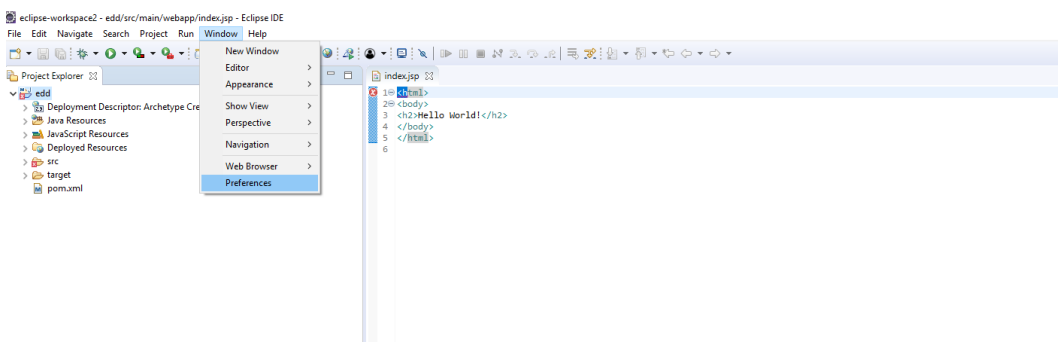 eclipse-workspace2 - edd/src/main/webapp/index.jsp - Eclipse IDE
File Edit Navigate Search Project Run Window Help
New Window
Editor
Appearance
Show View
Perspective
Navigation
Web Browser
Preferences
Project Explorer
edd
Deployment Descriptor: Archetype Cre
Java Resources
JavaScript Resources
Deployed Resources
src
target
pom.xml
index.jsp
1 <html>
2 <body>
3 <h2>Hello World!</h2>
4 </body>
5 </html>
6